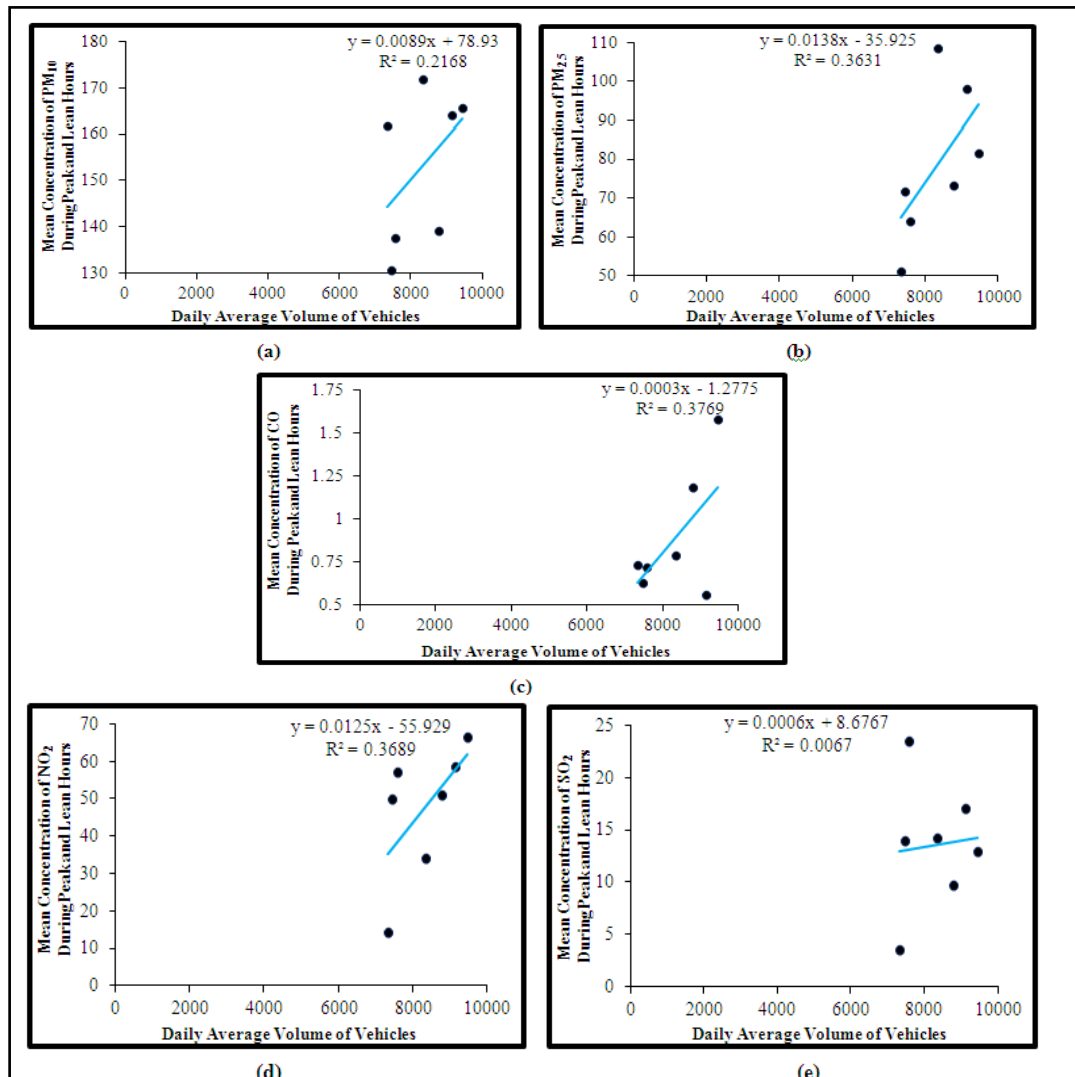 y = 0.0089x + 78.93
R² = 0.2168
Mean Concentration of PM₁₀
During Peak and Lean Hours
180
170
160
150
140
130
0 2000 4000 6000 8000 10000
Daily Average Volume of Vehicles
(a)
y = 0.0138x - 35.925
R² = 0.3631
Mean Concentration of PM₂.₅
During Peak and Lean Hours
110
100
90
80
70
60
50
0 2000 4000 6000 8000 10000
Daily Average Volume of Vehicles
(b)
y = 0.0003x - 1.2775
R² = 0.3769
Mean Concentration of CO
During Peak and Lean Hours
1.75
1.5
1.25
1
0.75
0.5
0 2000 4000 6000 8000 10000
Daily Average Volume of Vehicles
(c)
y = 0.0125x - 55.929
R² = 0.3689
Mean Concentration of NO₂
During Peak and Lean Hours
70
60
50
40
30
20
10
0
0 2000 4000 6000 8000 10000
Daily Average Volume of Vehicles
(d)
y = 0.0006x + 8.6767
R² = 0.0067
Mean Concentration of SO₂
During Peak and Lean Hours
25
20
15
10
5
0
0 2000 4000 6000 8000 10000
Daily Average Volume of Vehicles
(e)